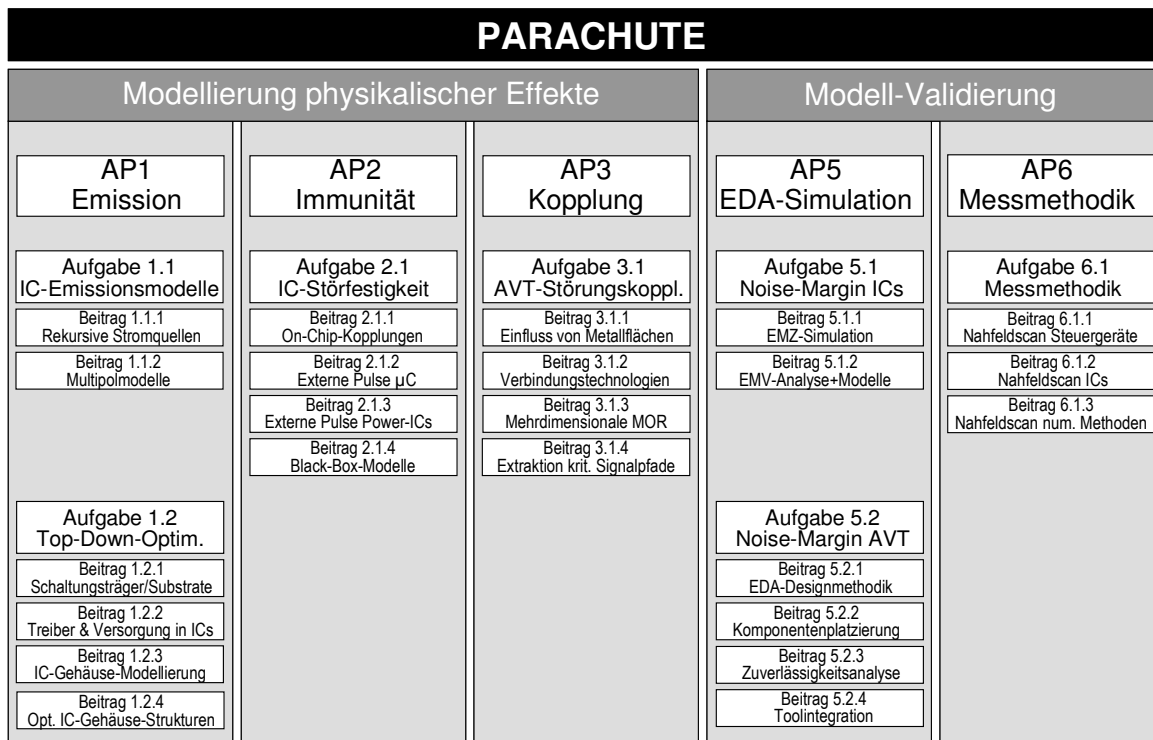 PARACHUTE
Modellierung physikalischer Effekte
AP1
Emission
Aufgabe 1.1
IC-Emissionsmodelle
Beitrag 1.1.1
Rekursive Stromquellen
Beitrag 1.1.2
Multipolmodelle
Aufgabe 1.2
Top-Down-Optim.
Beitrag 1.2.1
Schaltungsträger/Substrate
Beitrag 1.2.2
Treiber & Versorgung in ICs
Beitrag 1.2.3
IC-Gehäuse-Modellierung
Beitrag 1.2.4
Opt. IC-Gehäuse-Strukturen
AP2
Immunität
Aufgabe 2.1
IC-Störfestigkeit
Beitrag 2.1.1
On-Chip-Kopplungen
Beitrag 2.1.2
Externe Pulse µC
Beitrag 2.1.3
Externe Pulse Power-ICs
Beitrag 2.1.4
Black-Box-Modelle
AP3
Kopplung
Aufgabe 3.1
AVT-Störungskoppl.
Beitrag 3.1.1
Einfluss von Metallflächen
Beitrag 3.1.2
Verbindungstechnologien
Beitrag 3.1.3
Mehrdimensionale MOR
Beitrag 3.1.4
Extraktion krit. Signalpfade
Modell-Validierung
AP5
EDA-Simulation
Aufgabe 5.1
Noise-Margin ICs
Beitrag 5.1.1
EMZ-Simulation
Beitrag 5.1.2
EMV-Analyse+Modelle
Aufgabe 5.2
Noise-Margin AVT
Beitrag 5.2.1
EDA-Designmethodik
Beitrag 5.2.2
Komponentenplatzierung
Beitrag 5.2.3
Zuverlässigkeitsanalyse
Beitrag 5.2.4
Toolintegration
AP6
Messmethodik
Aufgabe 6.1
Messmethodik
Beitrag 6.1.1
Nahfeldscan Steuergeräte
Beitrag 6.1.2
Nahfeldscan ICs
Beitrag 6.1.3
Nahfeldscan num. Methoden